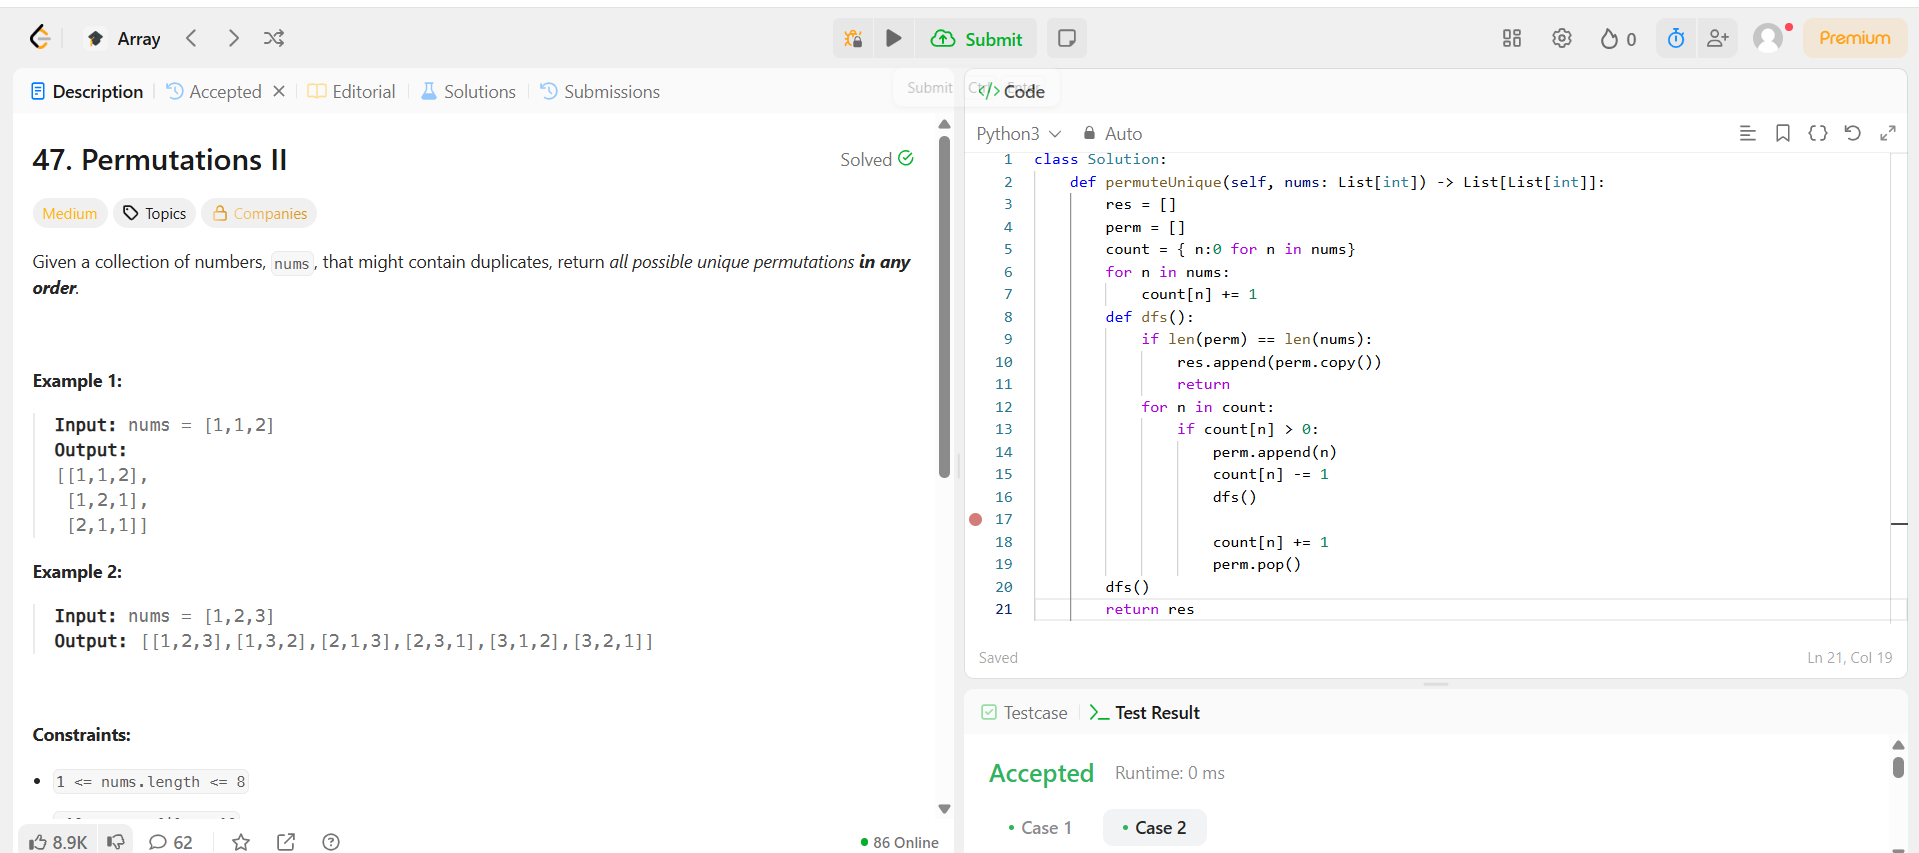 Array
Submit
0
Premium
Description
Accepted
Editorial
Solutions
Submissions
Submit
Code
47. Permutations II
Solved
Medium
Topics
Companies
Given a collection of numbers, nums, that might contain duplicates, return all possible unique permutations in any
order.
Example 1:
Input: nums = [1,1,2]
Output:
[[1,1,2],
[1,2,1],
[2,1,1]]
Example 2:
Input: nums = [1,2,3]
Output: [[1,2,3],[1,3,2],[2,1,3],[2,3,1],[3,1,2],[3,2,1]]
Constraints:
• 1 <= nums.length <= 8
8.9K
62
86 Online
Python3
Auto
1 class Solution:
2 def permuteUnique(self, nums: List[int]) -> List[List[int]]:
3 res = []
4 perm = []
5 count = { n:0 for n in nums}
6 for n in nums:
7 count[n] += 1
8 def dfs():
9 if len(perm) == len(nums):
10 res.append(perm.copy())
11 return
12 for n in count:
13 if count[n] > 0:
14 perm.append(n)
15 count[n] -= 1
16 dfs()
17
18 count[n] += 1
19 perm.pop()
20 dfs()
21 return res
Saved
Ln 21, Col 19
Testcase
Test Result
Accepted
Runtime: 0 ms
• Case 1
• Case 2